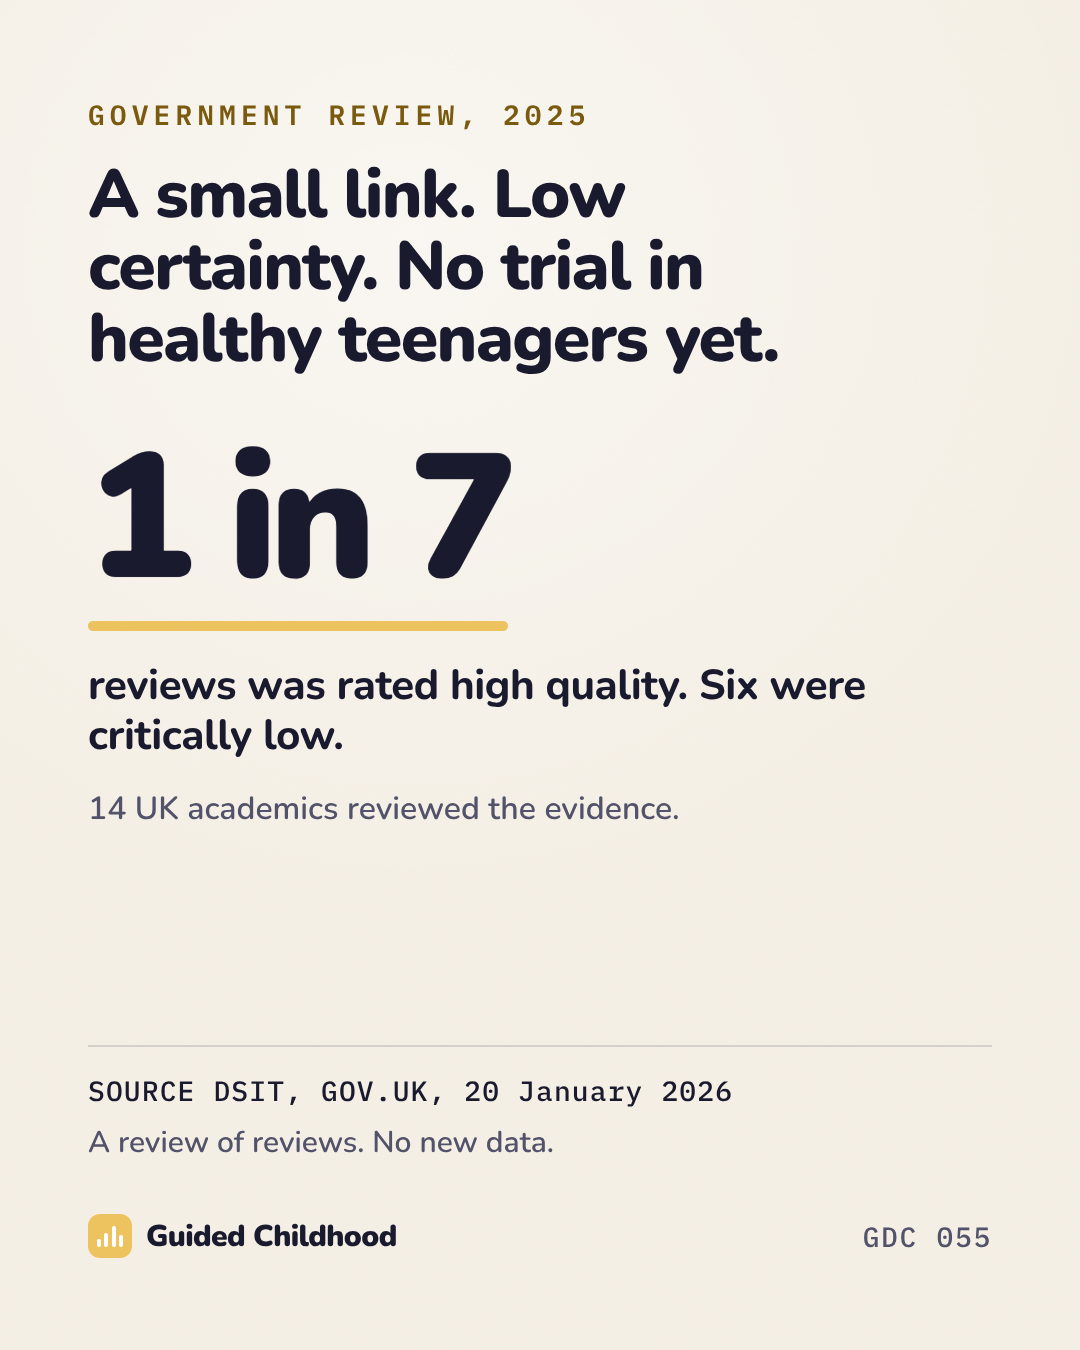 GOVERNMENT REVIEW, 2025
A small link. Low
certainty. No trial in
healthy teenagers yet.
1 in 7
reviews was rated high quality. Six were
critically low.
14 UK academics reviewed the evidence.
SOURCE DSIT, GOV.UK, 20 January 2026
A review of reviews. No new data.
Guided Childhood
GDC 055